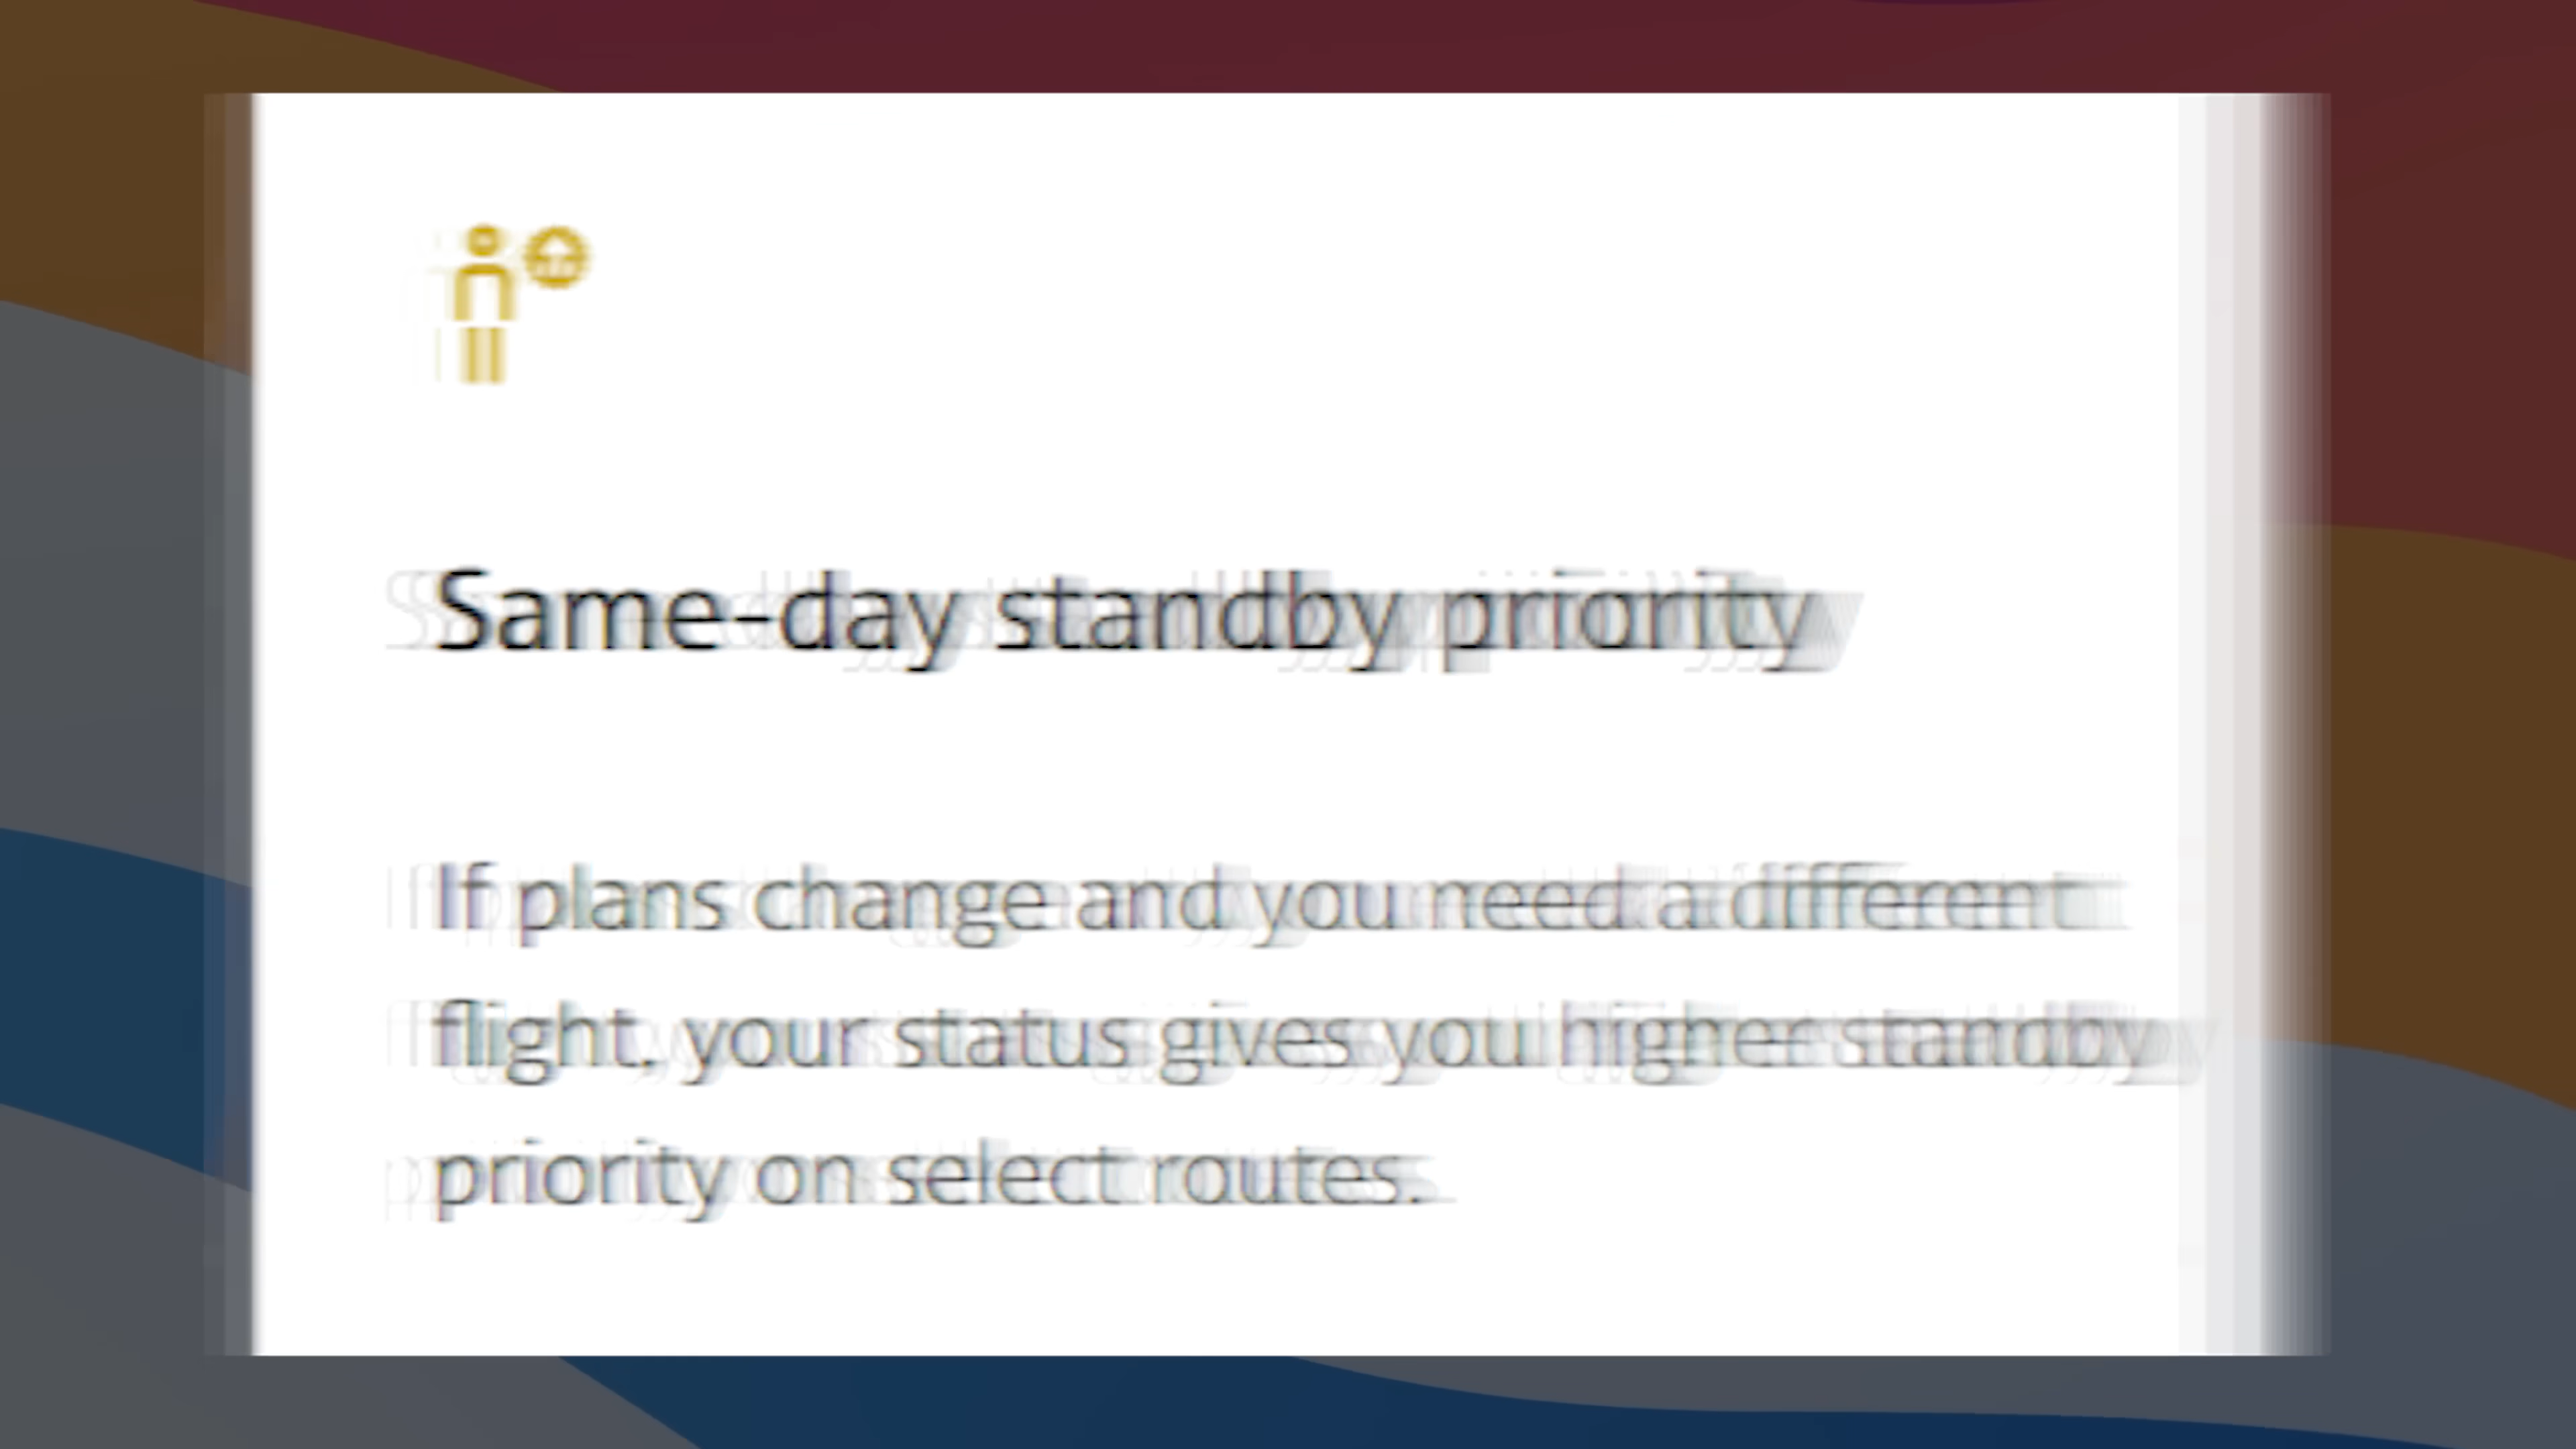 Same-day standby priority
If plans change and you need a different
flight, your status gives you higher standby
priority on select routes.